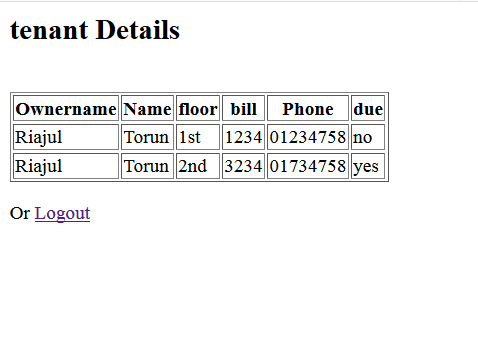 tenant Details
Ownername Name floor bill Phone due
Riajul Torun 1st 1234 01234758 no
Riajul Torun 2nd 3234 01734758 yes
Or Logout